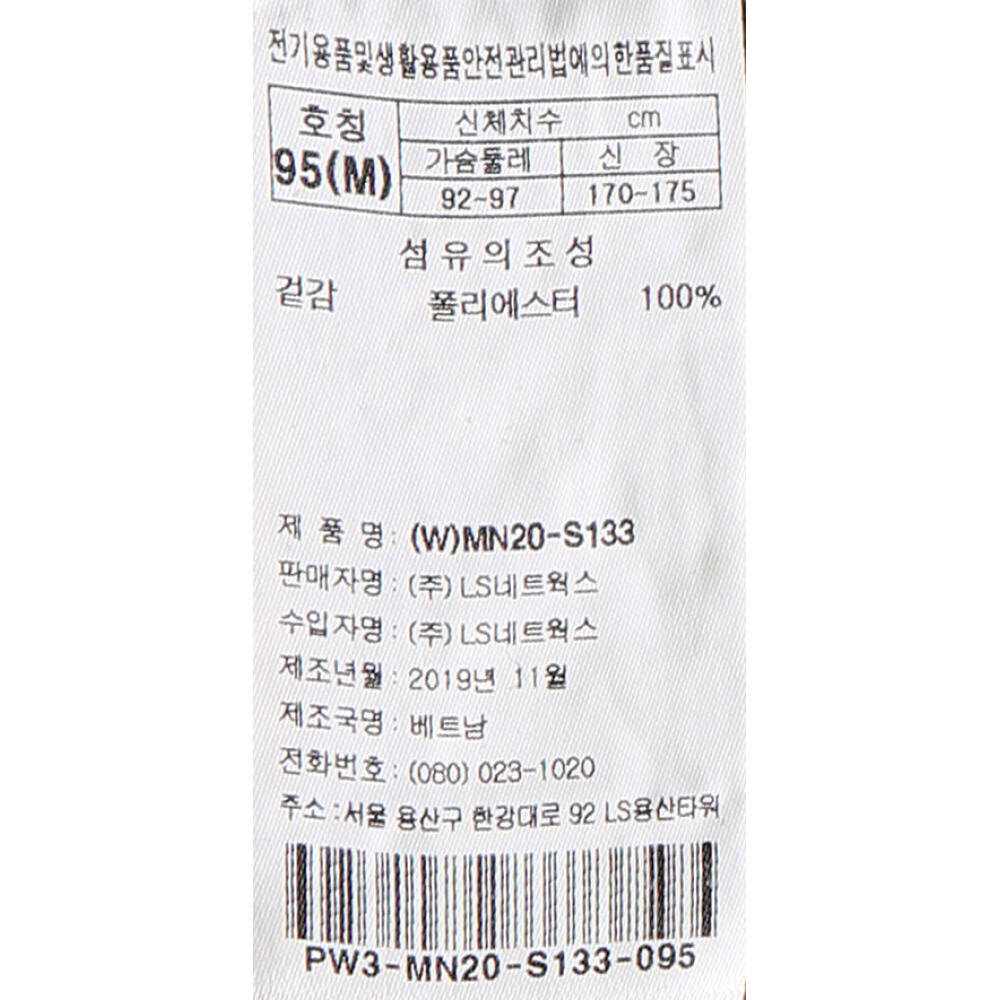 전기용품및생활용품안전관리법에의한품질표시
호칭 신체치수 cm
95(M) 가슴둘레 신 장
92-97 170-175
섬유의조성
겉감 폴리에스터 100%
제 품 명: (W)MN20-S133
판매자명: (주)LS네트웍스
수입자명: (주)LS네트웍스
제조년월: 2019년 11월
제조국명: 베트남
전화번호: (080) 023-1020
주소:서울 용산구 한강대로 92 LS용산타워
PW3-MN20-S133-095